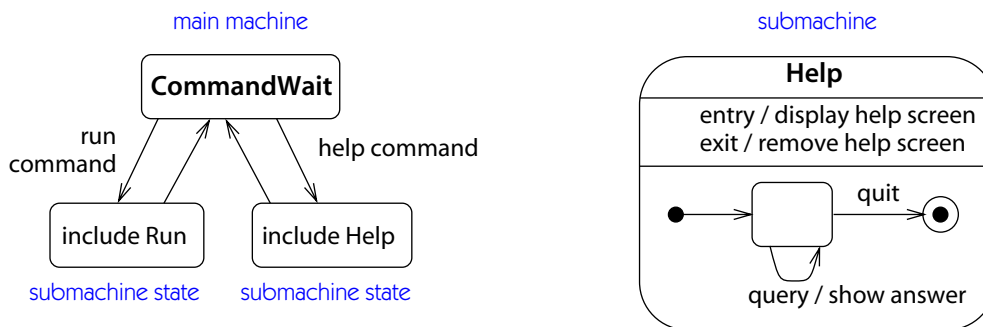 main machine
CommandWait
run
command
help command
include Run
include Help
submachine state
submachine state
submachine
Help
entry / display help screen
exit / remove help screen
quit
query / show answer